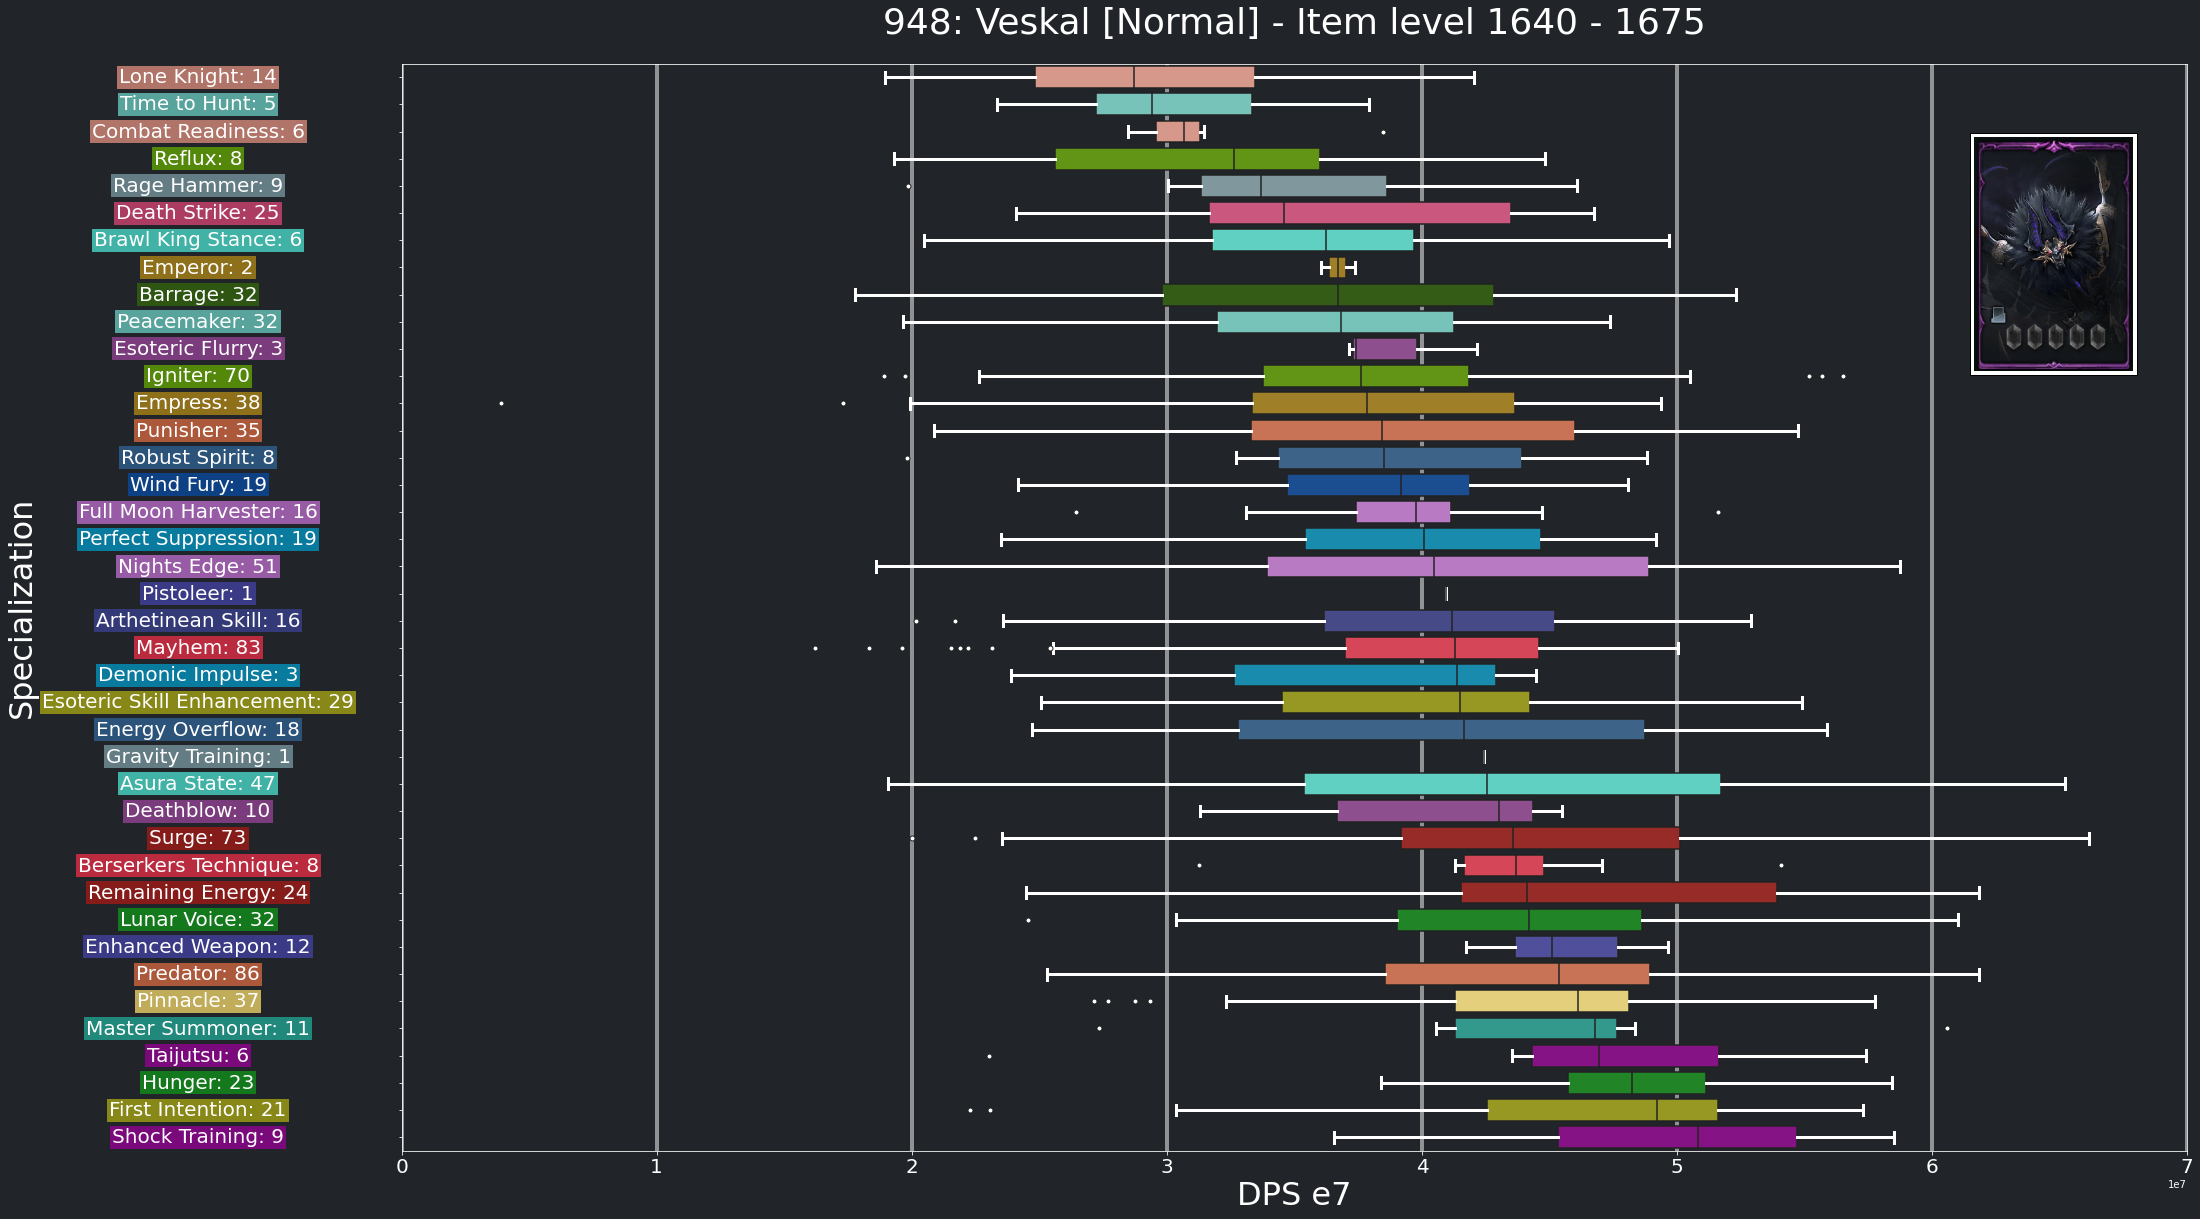 948: Veskal [Normal] - Item level 1640 - 1675
Lone Knight: 14
Time to Hunt: 5
Combat Readiness: 6
Reflux: 8
Rage Hammer: 9
Death Strike: 25
Brawl King Stance: 6
Emperor: 2
Barrage: 32
Peacemaker: 32
Esoteric Flurry: 3
Igniter: 70
Empress: 38
Punisher: 35
Robust Spirit: 8
Wind Fury: 19
Full Moon Harvester: 16
Perfect Suppression: 19
Nights Edge: 51
Pistoleer: 1
Arthetinean Skill: 16
Mayhem: 83
Demonic Impulse: 3
Esoteric Skill Enhancement: 29
Energy Overflow: 18
Gravity Training: 1
Asura State: 47
Deathblow: 10
Surge: 73
Berserkers Technique: 8
Remaining Energy: 24
Lunar Voice: 32
Enhanced Weapon: 12
Predator: 86
Pinnacle: 37
Master Summoner: 11
Taijutsu: 6
Hunger: 23
First Intention: 21
Shock Training: 9
Specialization
0 1 2 3 4 5 6 7
1e7
DPS e7